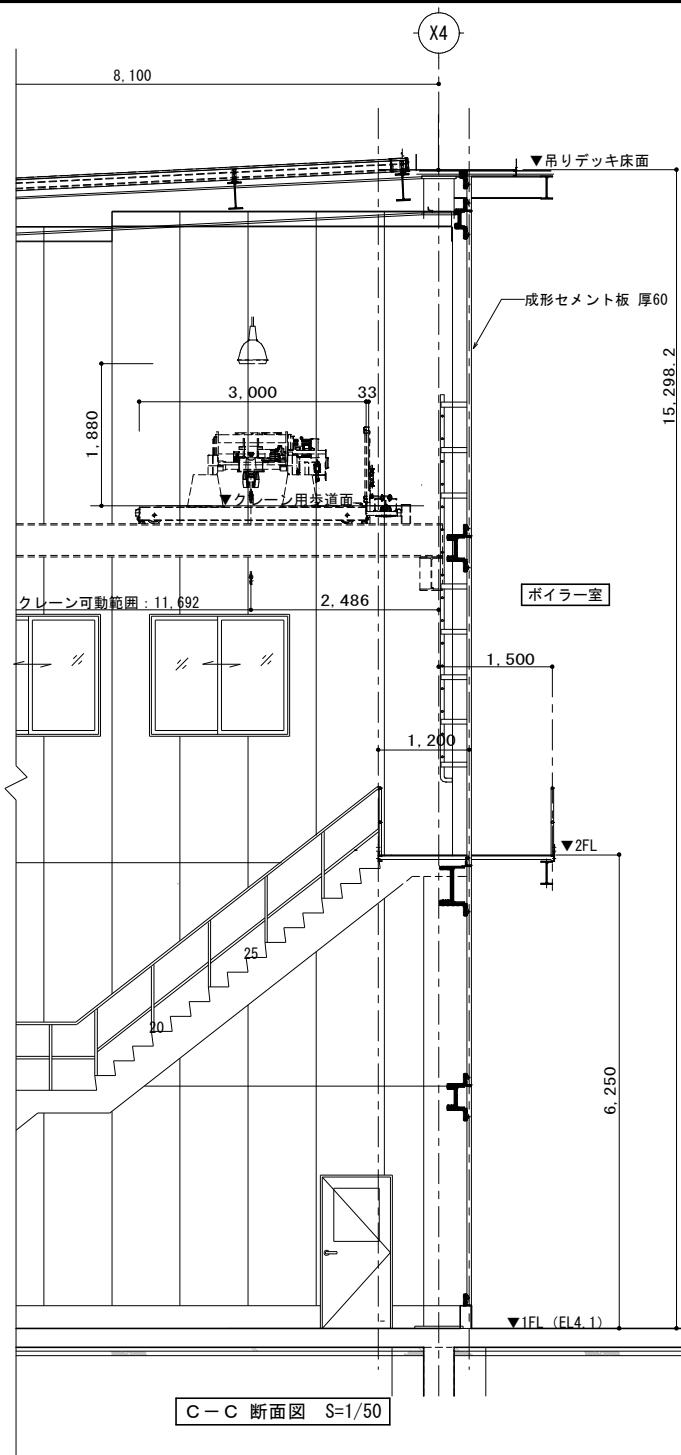 X4
8,100
▼吊りデッキ床面
成形セメント板 厚60
15,298.2
3,000
33
1,880
▼クレーン用歩道面
クレーン可動範囲:11,692
2,486
ボイラー室
1,500
1,200
▼2FL
25
20
6,250
▼1FL (EL4.1)
C-C 断面図 S=1/50